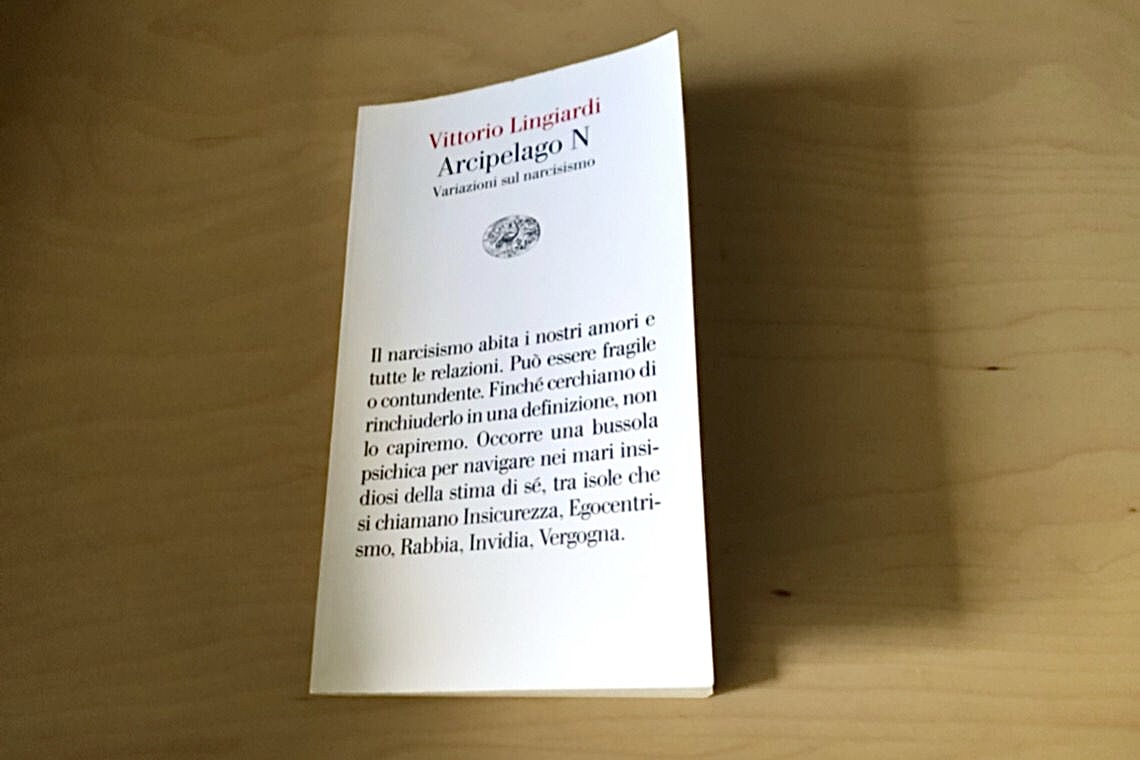 Vittorio Lingiardi
Arcipelago N
Variazioni sul narcisismo
Il narcisismo abita i nostri amori e
tutte le relazioni. Può essere fragile
o contundente. Finché cerchiamo di
rinchiuderlo in una definizione, non
lo capiremo. Occorre una bussola
psichica per navigare nei mari insi-
diosi della stima di sé, tra isole che
si chiamano Insicurezza, Egocentri-
smo, Rabbia, Invidia, Vergogna.